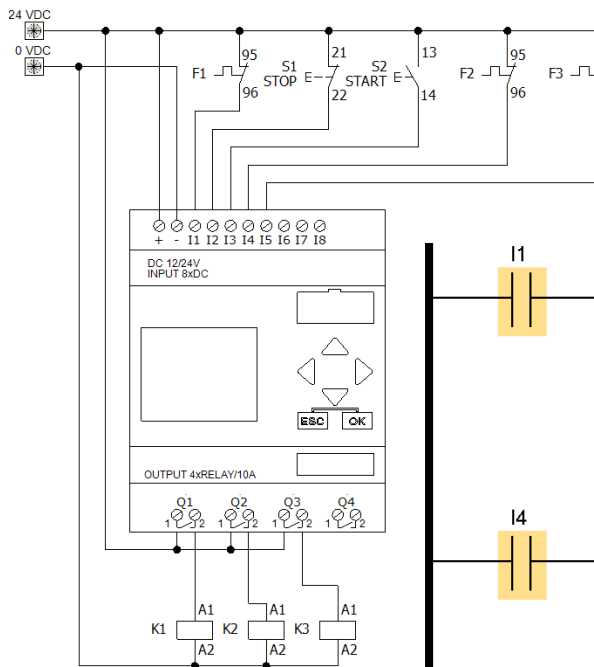 24 VDC
0 VDC
F1
95
96
S1
STOP
21
22
S2
START
13
14
F2
95
96
F3
+ - I1 I2 I3 I4 I5 I6 I7 I8
DC 12/24V
INPUT 8xDC
ESC OK
OUTPUT 4xRELAY/10A
Q1 Q2 Q3 Q4
1 2 1 2 1 2 1 2
K1 A1 K2 A1 K3 A1
A2 A2 A2
I1
I4